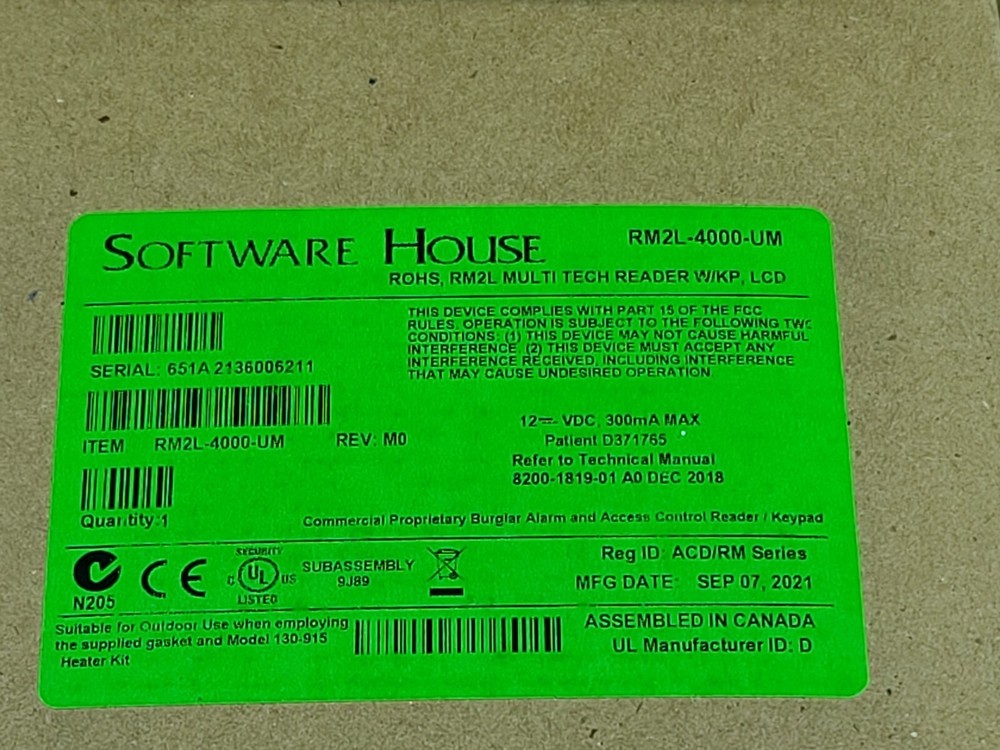 SOFTWARE HOUSE
RM2L-4000-UM
ROHS, RM2L MULTI TECH READER W/KP, LCD
THIS DEVICE COMPLIES WITH PART 15 OF THE FCC
RULES, OPERATION IS SUBJECT TO THE FOLLOWING TWO
CONDITIONS: (1) THIS DEVICE MAY NOT CAUSE HARMFUL
INTERFERENCE, (2) THIS DEVICE MUST ACCEPT ANY
INTERFERENCE RECEIVED, INCLUDING INTERFERENCE
THAT MAY CAUSE UNDESIRED OPERATION.
SERIAL: 651A 2136006211
ITEM RM2L-4000-UM REV: M0
12 VDC, 300mA MAX
Patient D371765
Refer to Technical Manual
8200-1819-01 A0 DEC 2018
Quantity:1
Commercial Proprietary Burglar Alarm and Access Control Reader / Keypad
N205
CE
SECURITY
C UL US
LISTED
SUBASSEMBLY
9J89
Reg ID: ACD/RM Series
MFG DATE: SEP 07, 2021
Suitable for Outdoor Use when employing
the supplied gasket and Model 130-915
Heater Kit
ASSEMBLED IN CANADA
UL Manufacturer ID: D